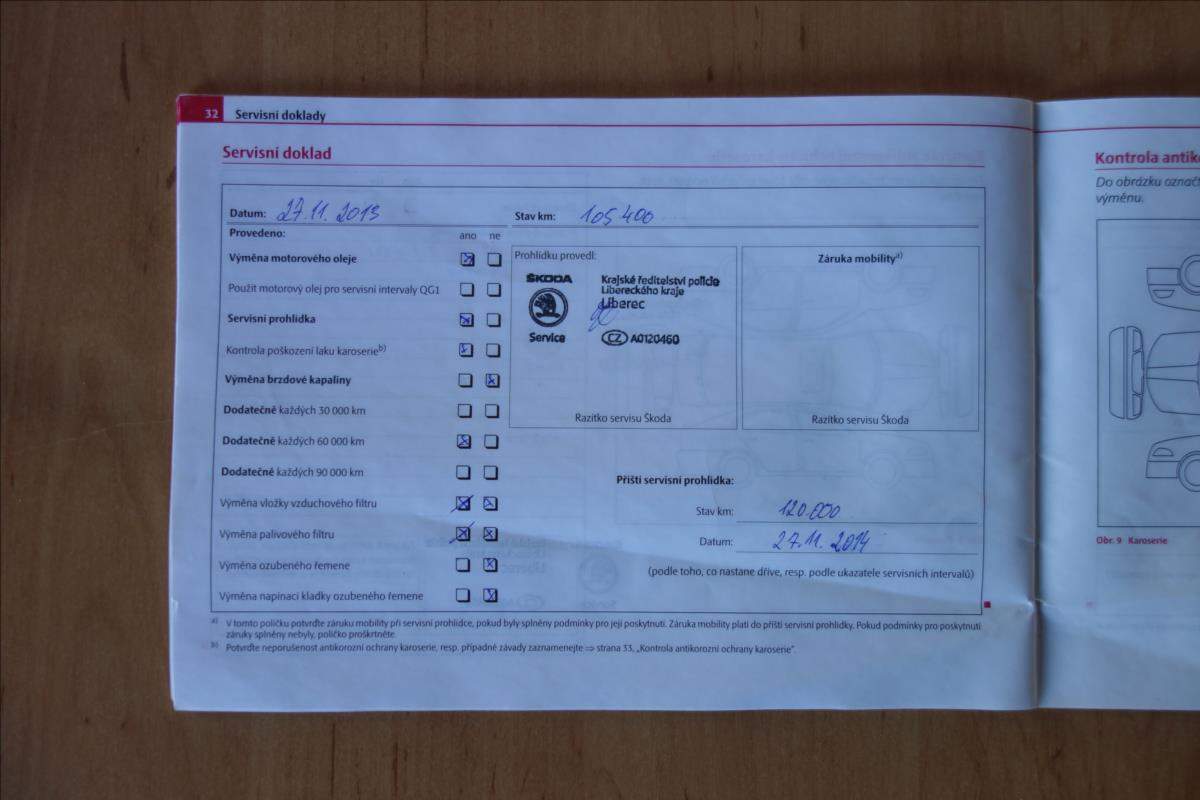 32 Servisní doklady
Servisní doklad
Datum: 27.11. 2013 Stav km: 105 400
Provedeno: ano ne
Výměna motorového oleje
Použit motorový olej pro servisní intervaly QG1
Servisní prohlídka
Kontrola poškození laku karoserie b)
Výměna brzdové kapaliny
Dodatečně každých 30 000 km
Dodatečně každých 60 000 km
Dodatečně každých 90 000 km
Výměna vložky vzduchového filtru
Výměna palivového filtru
Výměna ozubeného řemene
Výměna napínací kladky ozubeného řemene
Prohlídku provedl:
ŠKODA
Service
Krajské ředitelství policie
Libereckého kraje
Liberec
CZ A0120460
Razítko servisu Škoda
Záruka mobility a)
Razítko servisu Škoda
Příští servisní prohlídka:
Stav km: 120.000
Datum: 27.11. 2014
(podle toho, co nastane dříve, resp. podle ukazatele servisních intervalů)
a) V tomto políčku potvrďte záruku mobility při servisní prohlídce, pokud byly splněny podmínky pro její poskytnutí. Záruka mobility platí do příští servisní prohlídky. Pokud podmínky pro poskytnutí
záruky splněny nebyly, políčko proškrtněte.
b) Potvrďte neporušenost antikorozní ochrany karoserie, resp. případné závady zaznamenejte ⇒ strana 33, „Kontrola antikorozní ochrany karoserie".
Kontrola antiko
Do obrázku označt
výměnu.
Obr. 9 Karoserie